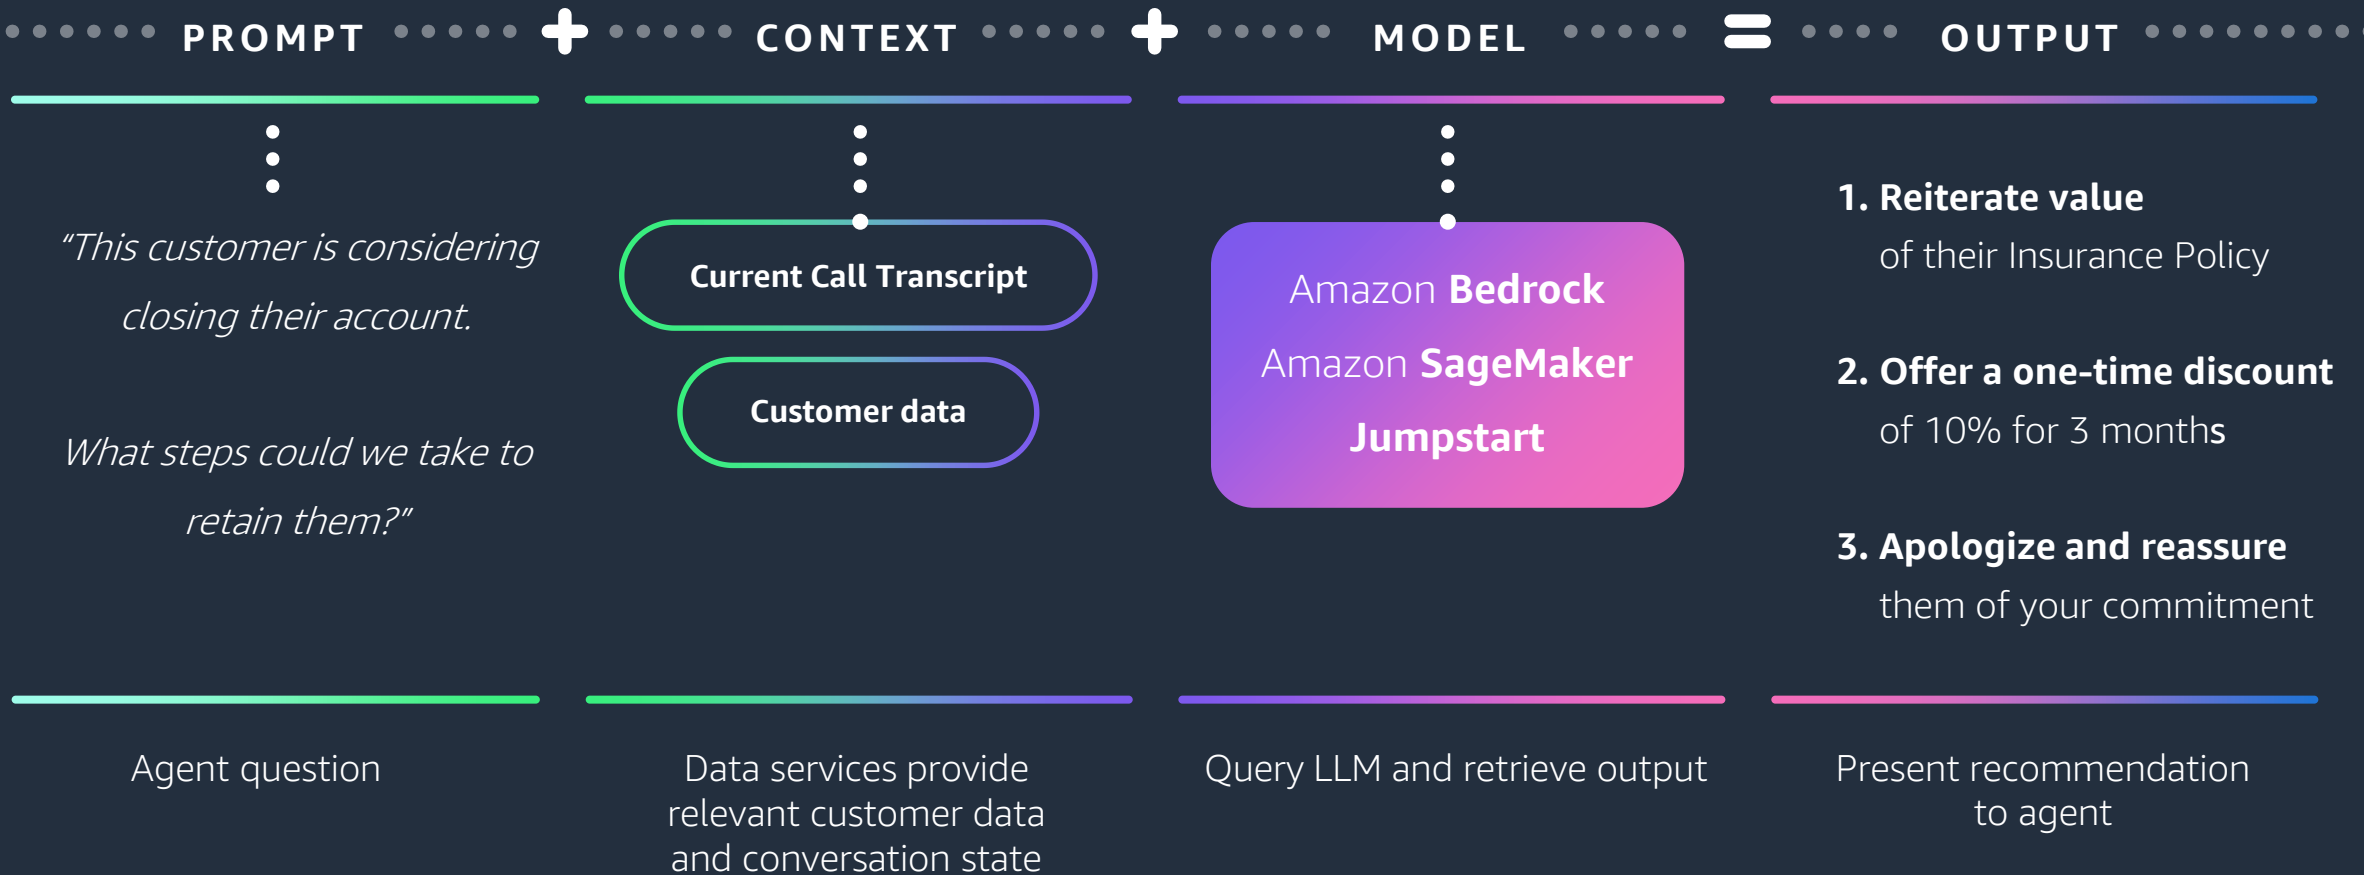 PROMPT + CONTEXT + MODEL = OUTPUT
“This customer is considering
closing their account.
What steps could we take to
retain them?”
Agent question
Current Call Transcript
Customer data
Data services provide
relevant customer data
and conversation state
Amazon Bedrock
Amazon SageMaker
Jumpstart
Query LLM and retrieve output
1. Reiterate value
of their Insurance Policy
2. Offer a one-time discount
of 10% for 3 months
3. Apologize and reassure
them of your commitment
Present recommendation
to agent